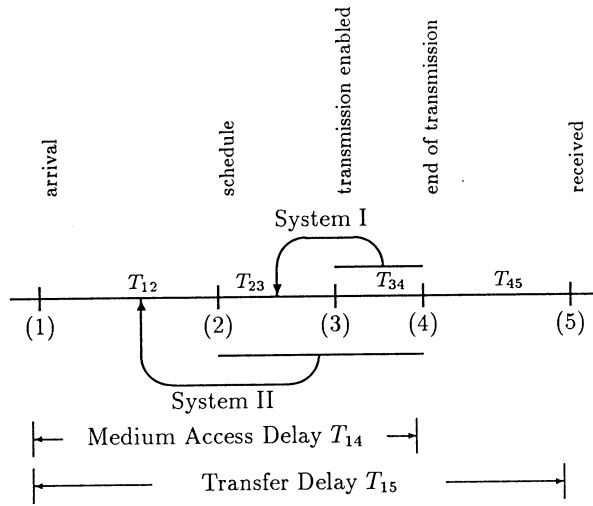 arrival
schedule
transmission enabled
end of transmission
received
System I
T12 T23 T34 T45
(1) (2) (3) (4) (5)
System II
Medium Access Delay T14
Transfer Delay T15